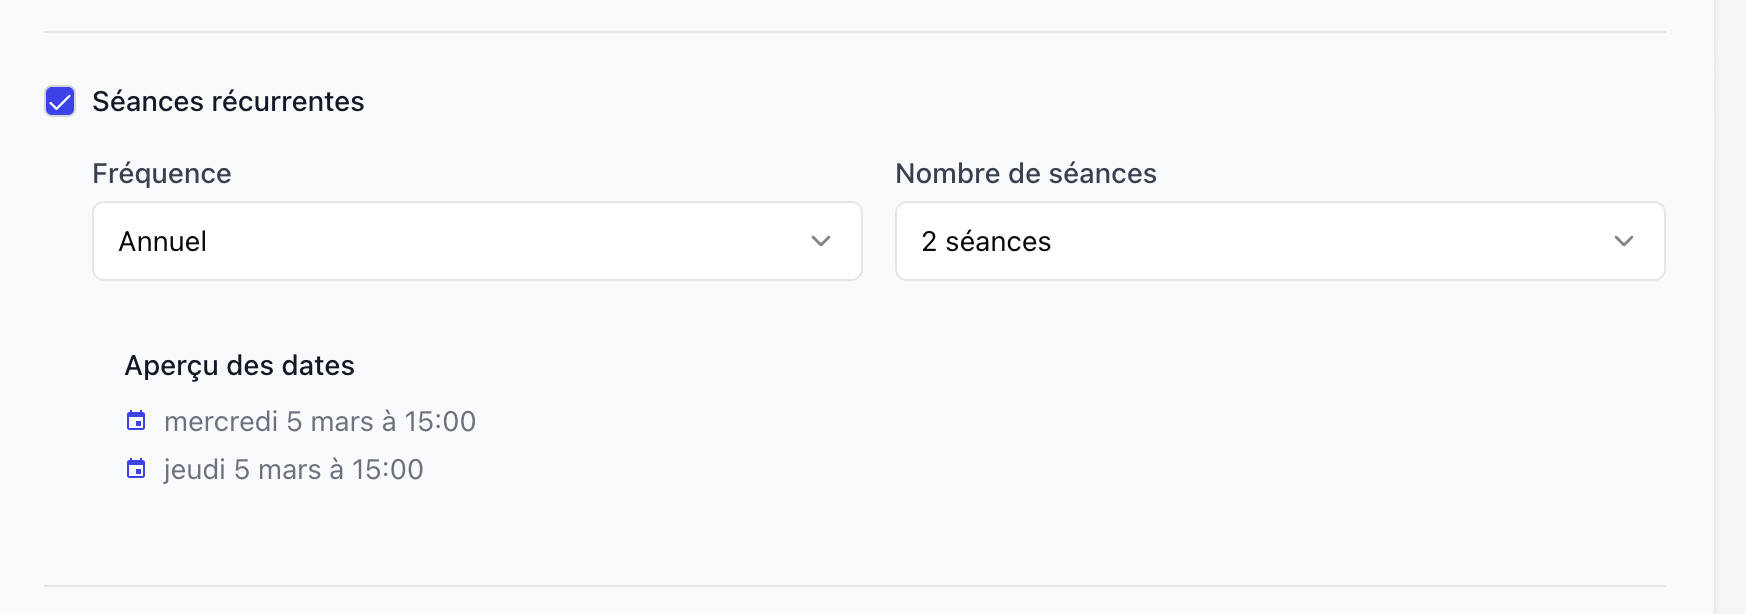 Séances récurrentes
Fréquence
Nombre de séances
Annuel
2 séances
Aperçu des dates
mercredi 5 mars à 15:00
jeudi 5 mars à 15:00